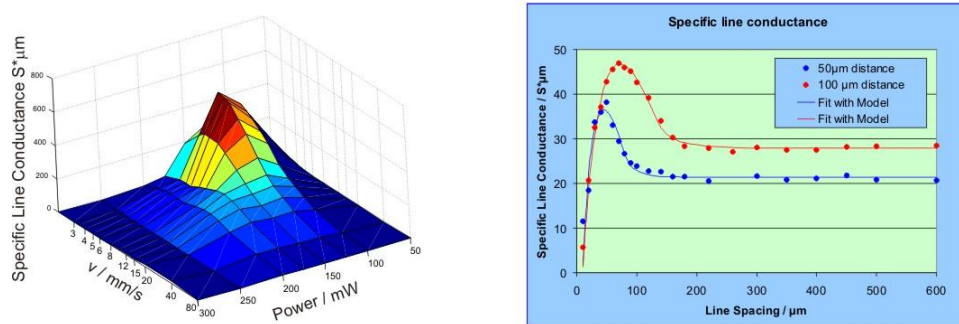 Specific Line Conductance S*µm
800
600
400
200
0
3
4
5
6
8
12
15
20
40
80
v / mm/s
300
250
200
150
100
50
Power / mW
Specific line conductance
Specific Line Conductance / S*µm
50
40
30
20
10
0
0 100 200 300 400 500 600
Line Spacing / µm
50µm distance
100 µm distance
Fit with Model
Fit with Model